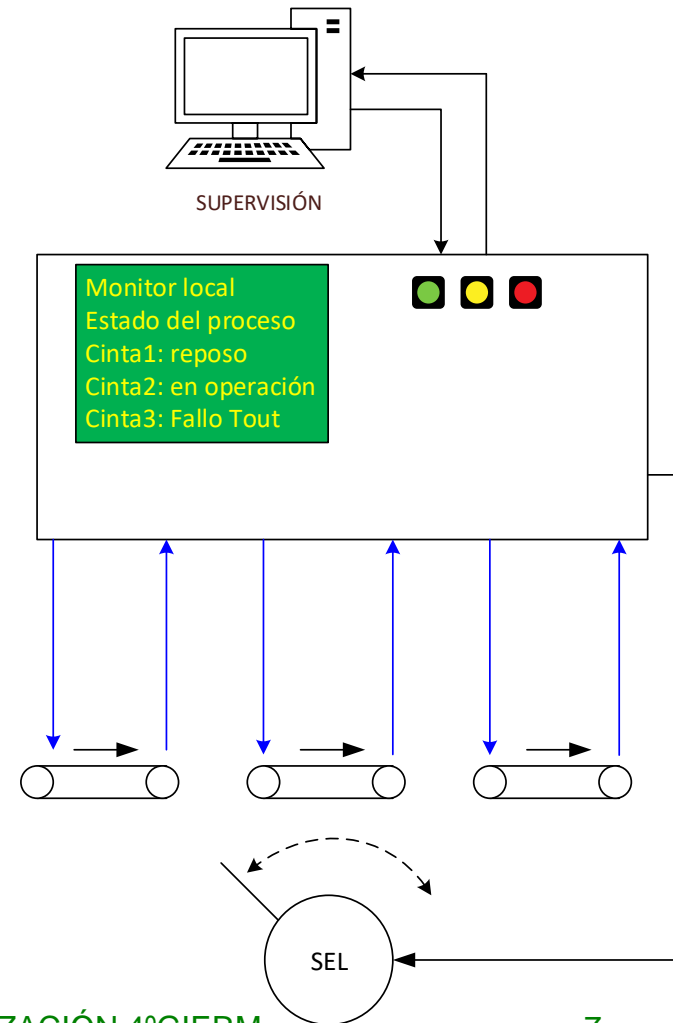 SUPERVISIÓN
Monitor local
Estado del proceso
Cinta1: reposo
Cinta2: en operación
Cinta3: Fallo Tout
SEL